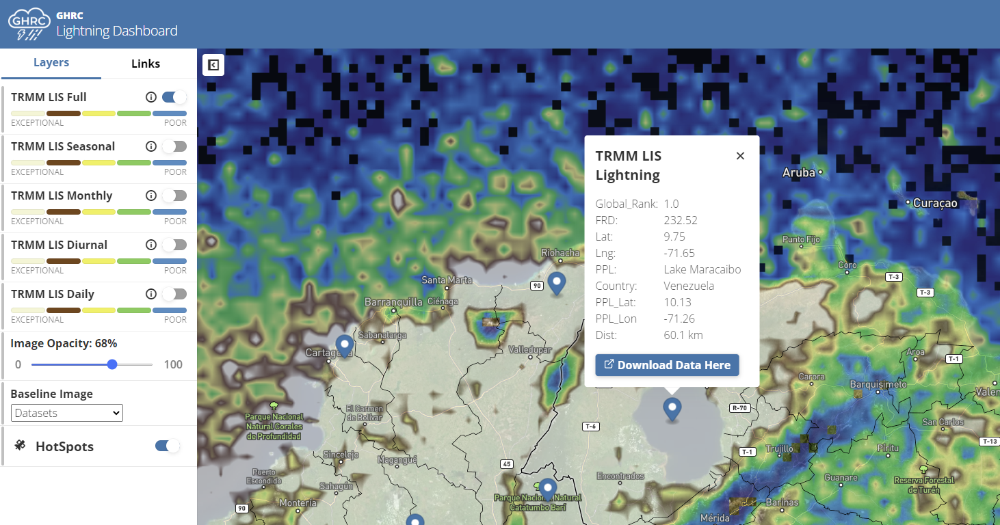 GHRC
GHRC
Lightning Dashboard
Layers
Links
TRMM LIS Full
EXCEPTIONAL POOR
TRMM LIS Seasonal
EXCEPTIONAL POOR
TRMM LIS Monthly
EXCEPTIONAL POOR
TRMM LIS Diurnal
EXCEPTIONAL POOR
TRMM LIS Daily
EXCEPTIONAL POOR
Image Opacity: 68%
0 100
Baseline Image
Datasets
HotSpots
TRMM LIS
Lightning
Global_Rank: 1.0
FRD: 232.52
Lat: 9.75
Lng: -71.65
PPL: Lake Maracaibo
Country: Venezuela
PPL_Lat: 10.13
PPL_Lon -71.26
Dist: 60.1 km
Download Data Here
Aruba
Curaçao
Punto Fijo
Riohacha
Coro
T-3
Santa Marta
90
T-3
Barranquilla
Ciénaga
Sabanalarga
Valledupar
Aroa
T-1
Carora
Barquisimeto
Parque Nacional
Natural Corales
de Profundidad
El Carmen
de Bolívar
R-70
T-6
San Carlos
T-13
Sincelejo
Magangué
T-1
Trujillo
Píritu
45
Puerto
Escondido
Encontrados
Guanare
Reserva Forestal
de Turén
Sahagún
Parque Nacional Natural
Catatumbo Barí
Montería
90
Barinas
Mérida